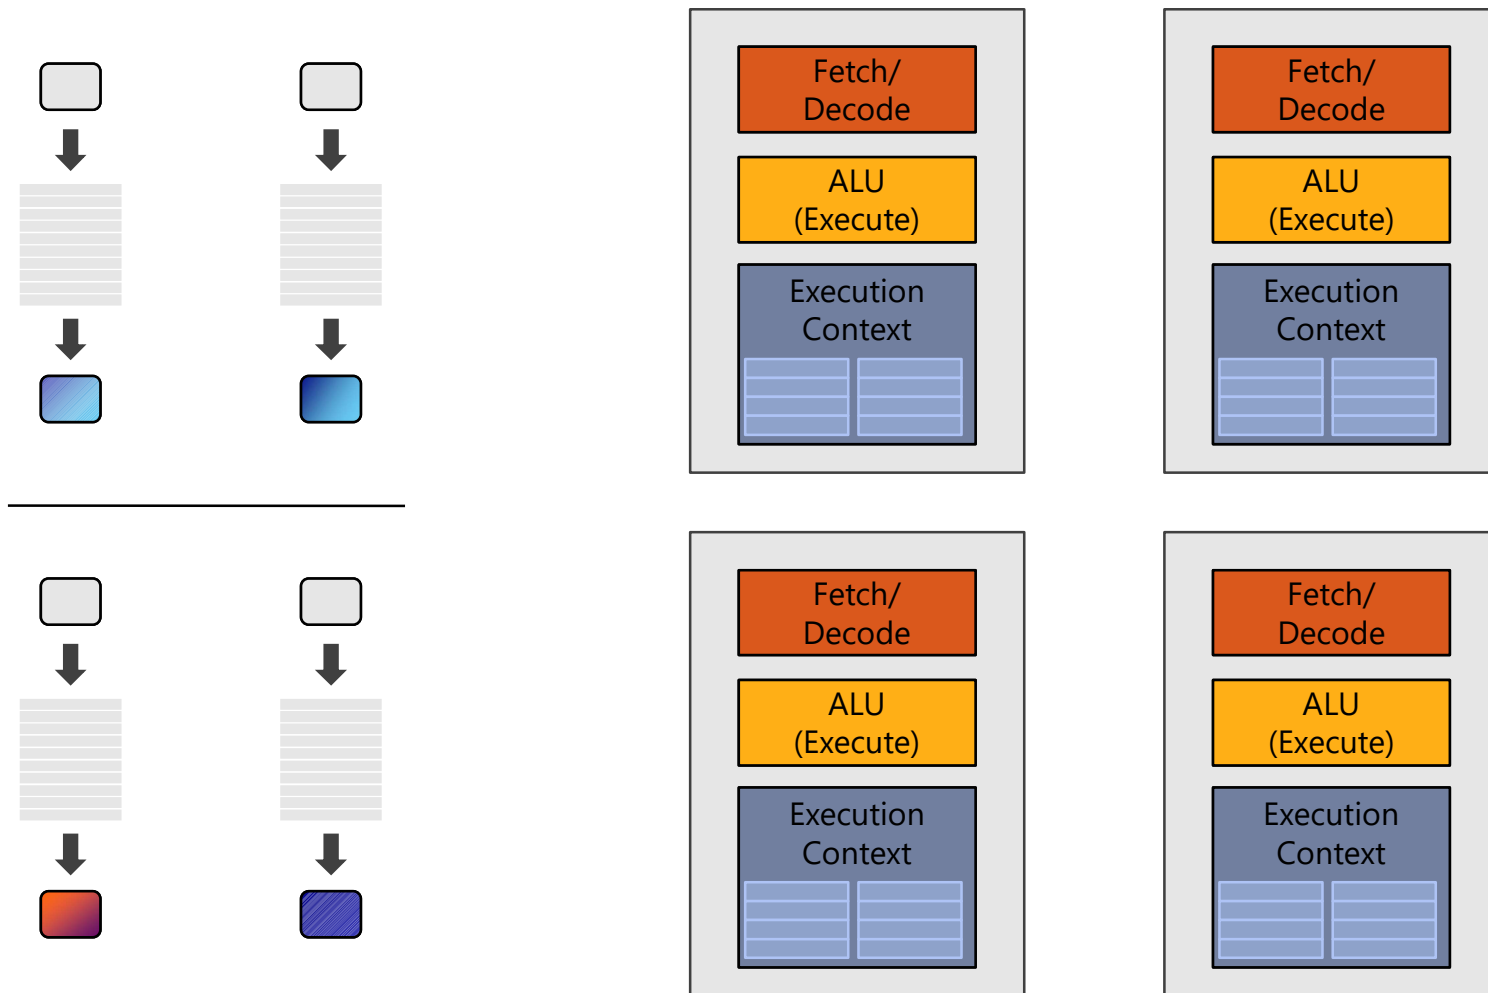 Fetch/
Decode
ALU
(Execute)
Execution
Context
Fetch/
Decode
ALU
(Execute)
Execution
Context
Fetch/
Decode
ALU
(Execute)
Execution
Context
Fetch/
Decode
ALU
(Execute)
Execution
Context